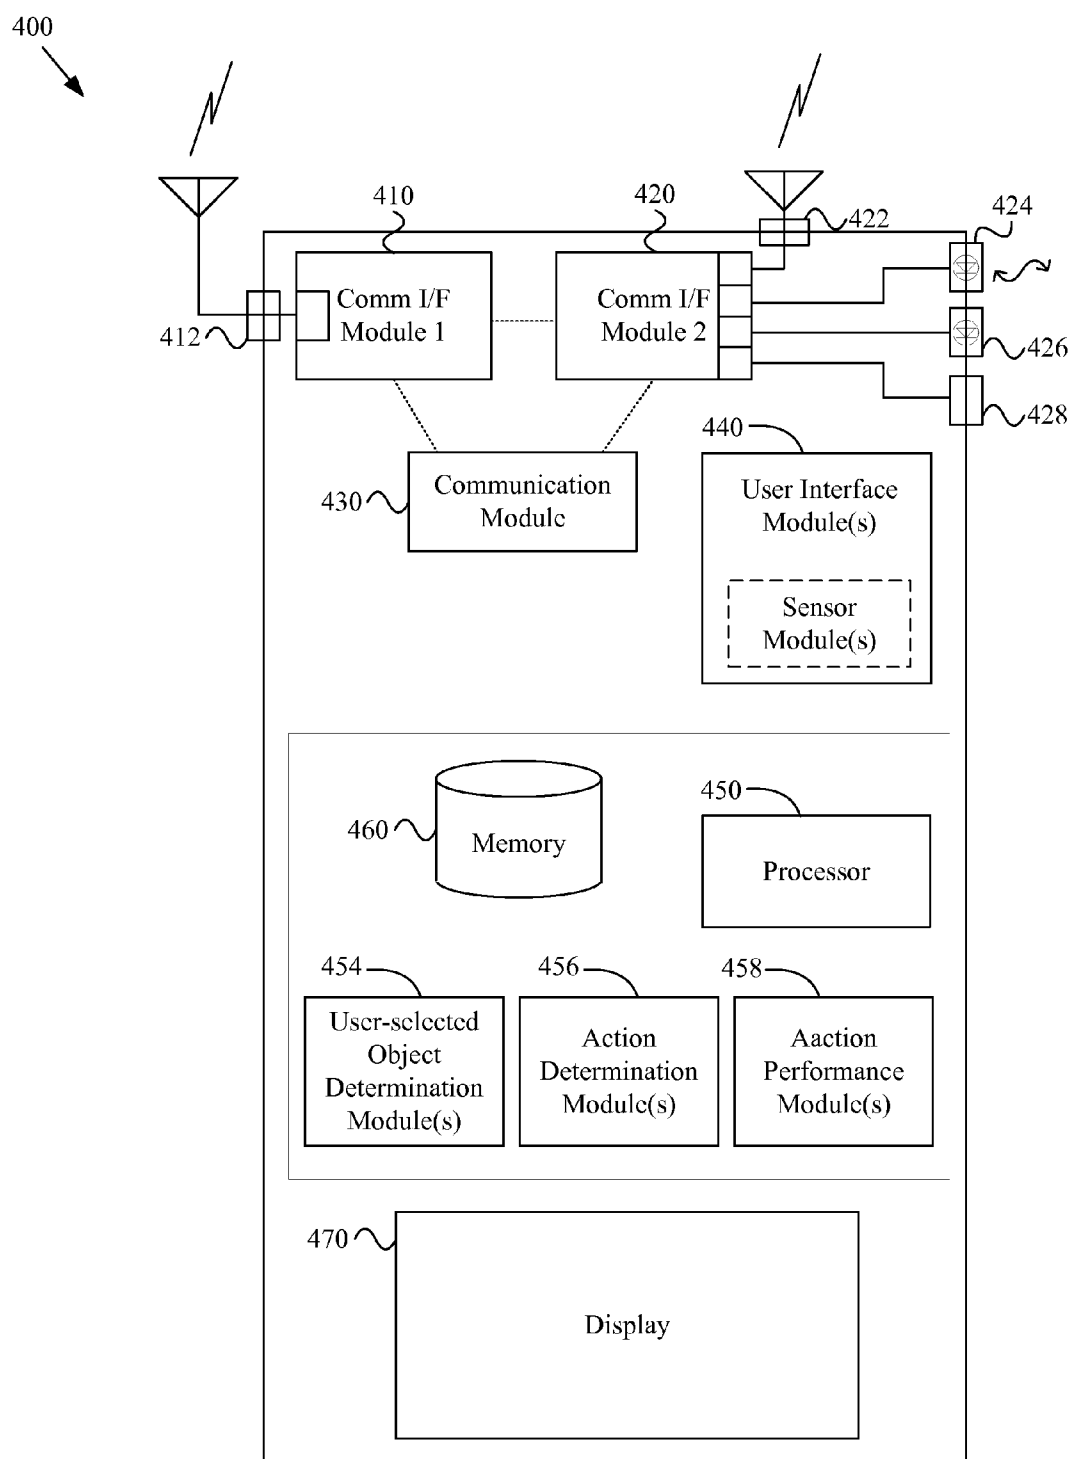 400
410
420
422
424
Comm I/F
Module 1
Comm I/F
Module 2
412
426
428
440
Communication
Module
430
User Interface
Module(s)
Sensor
Module(s)
460
Memory
450
Processor
454
456
458
User-selected
Object
Determination
Module(s)
Action
Determination
Module(s)
Aaction
Performance
Module(s)
470
Display